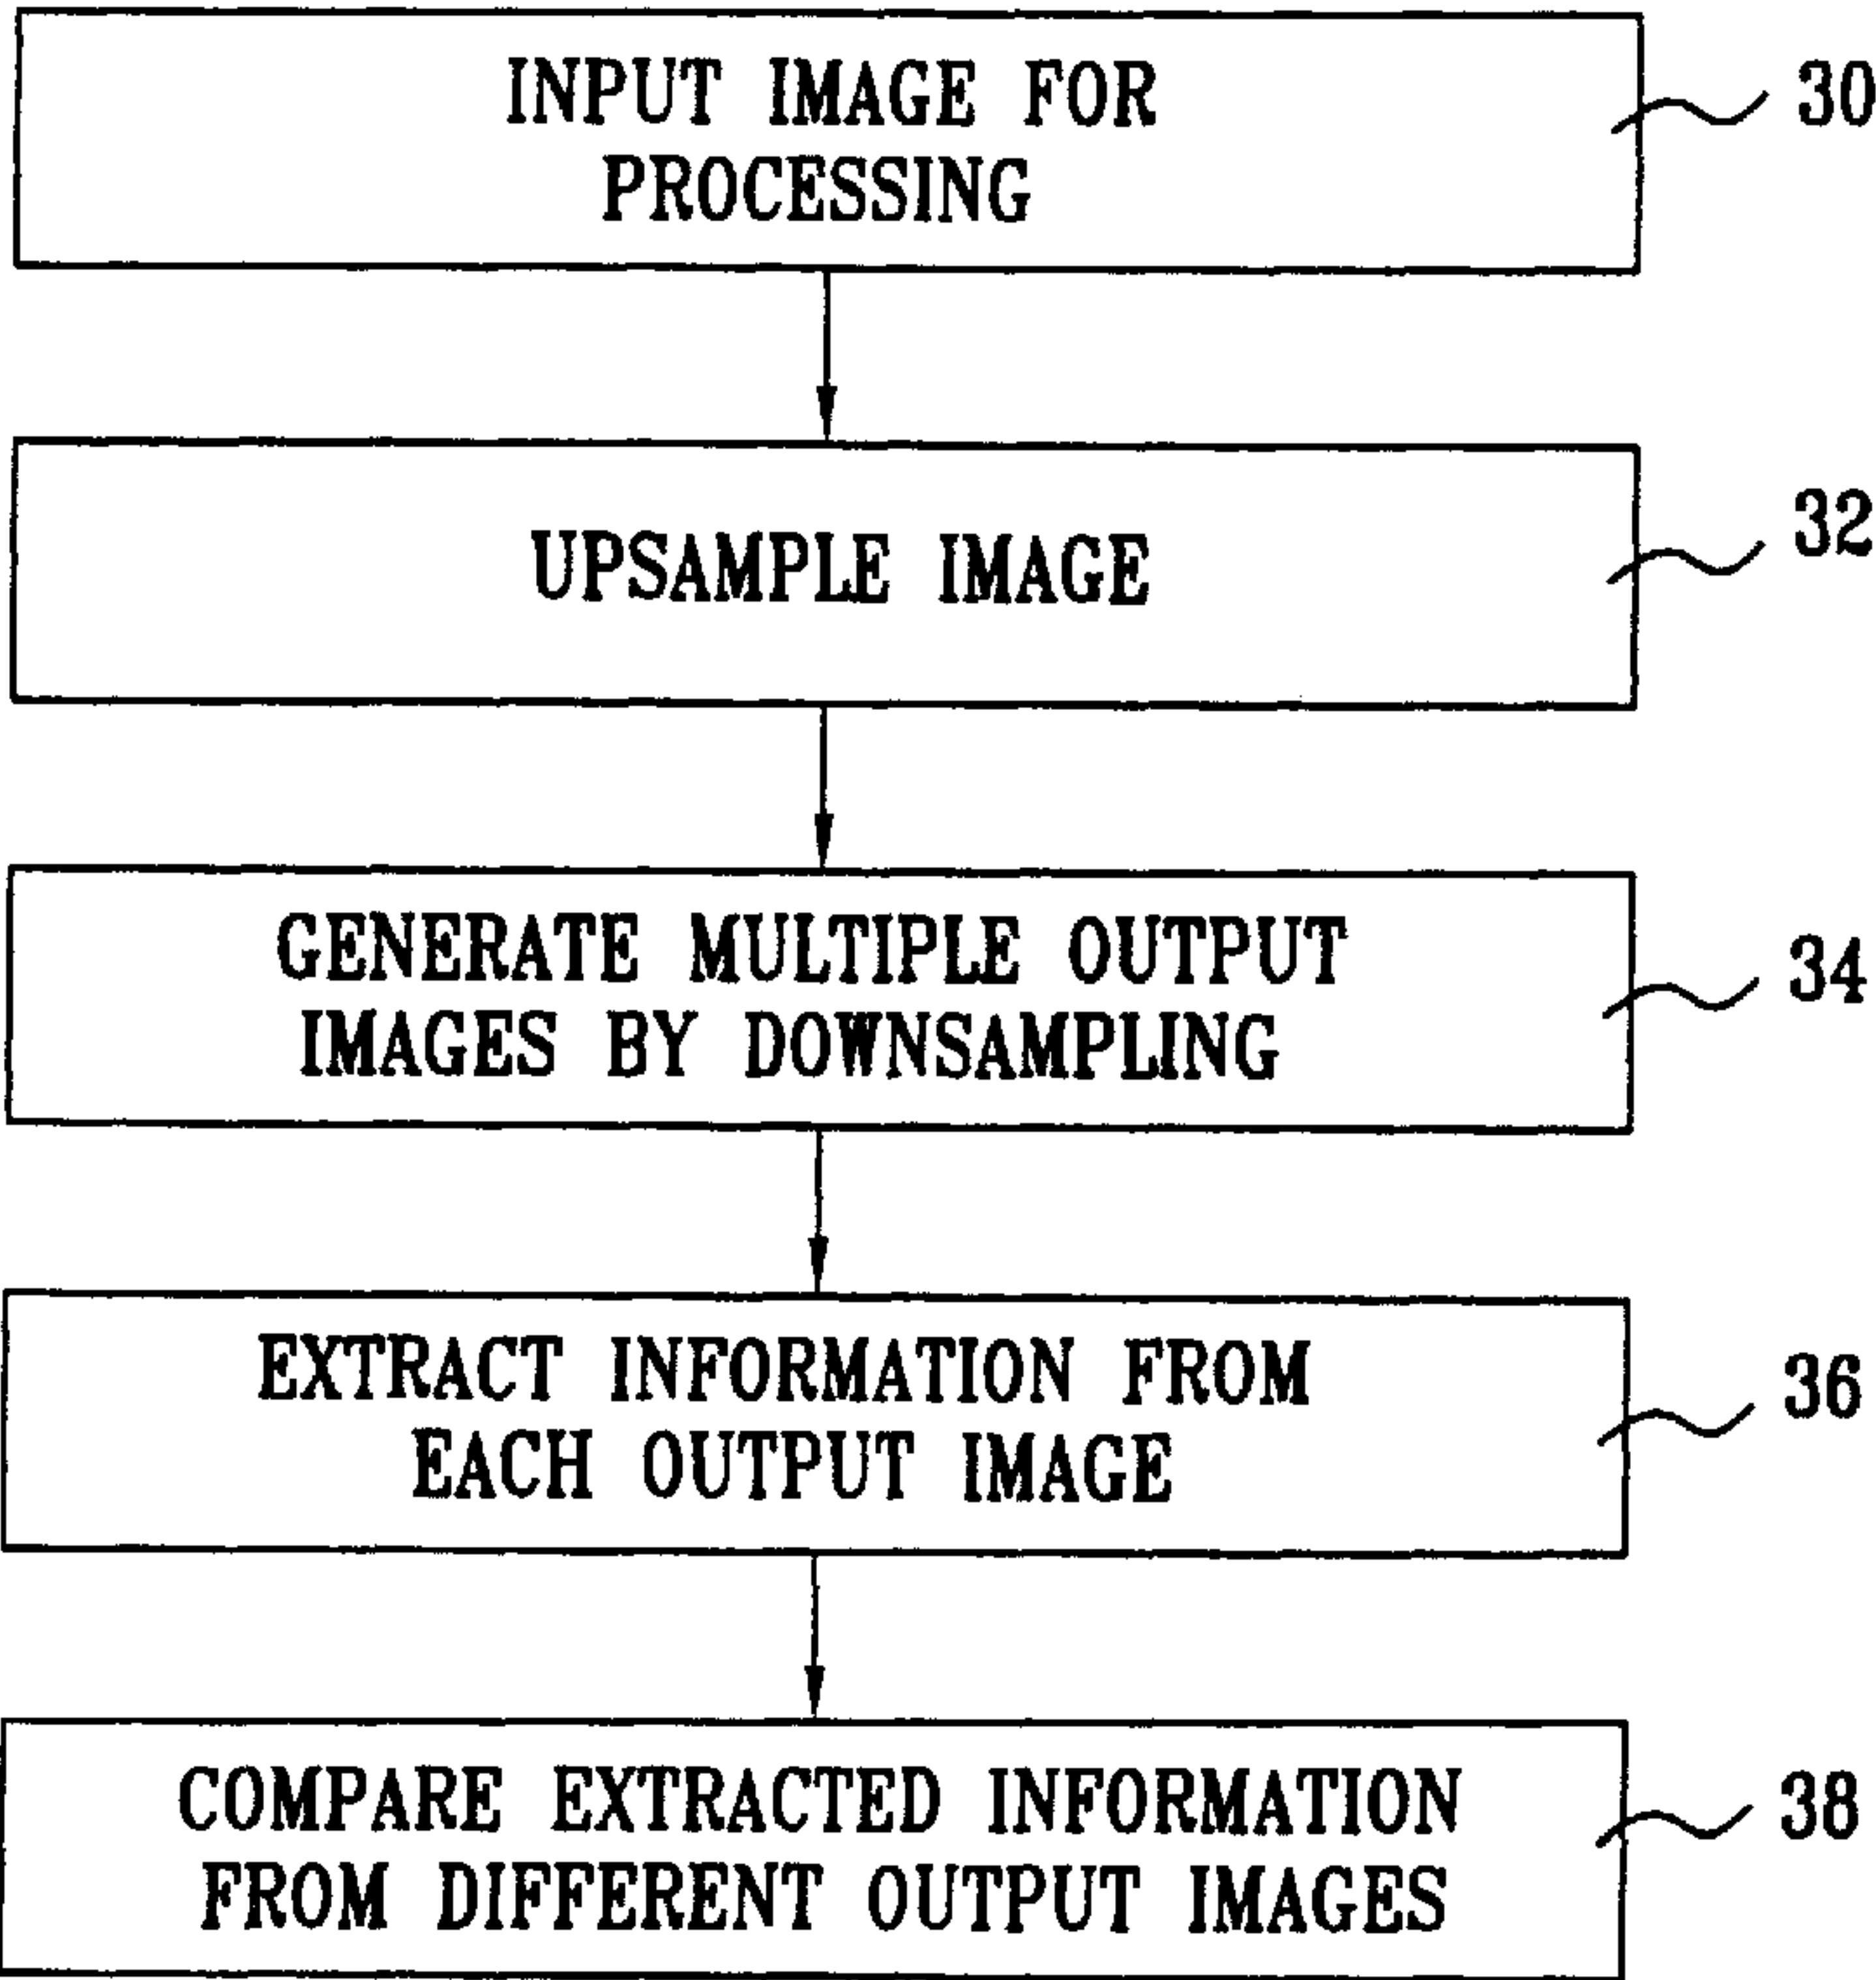 INPUT IMAGE FOR
PROCESSING
30
UPSAMPLE IMAGE
32
GENERATE MULTIPLE OUTPUT
IMAGES BY DOWNSAMPLING
34
EXTRACT INFORMATION FROM
EACH OUTPUT IMAGE
36
COMPARE EXTRACTED INFORMATION
FROM DIFFERENT OUTPUT IMAGES
38